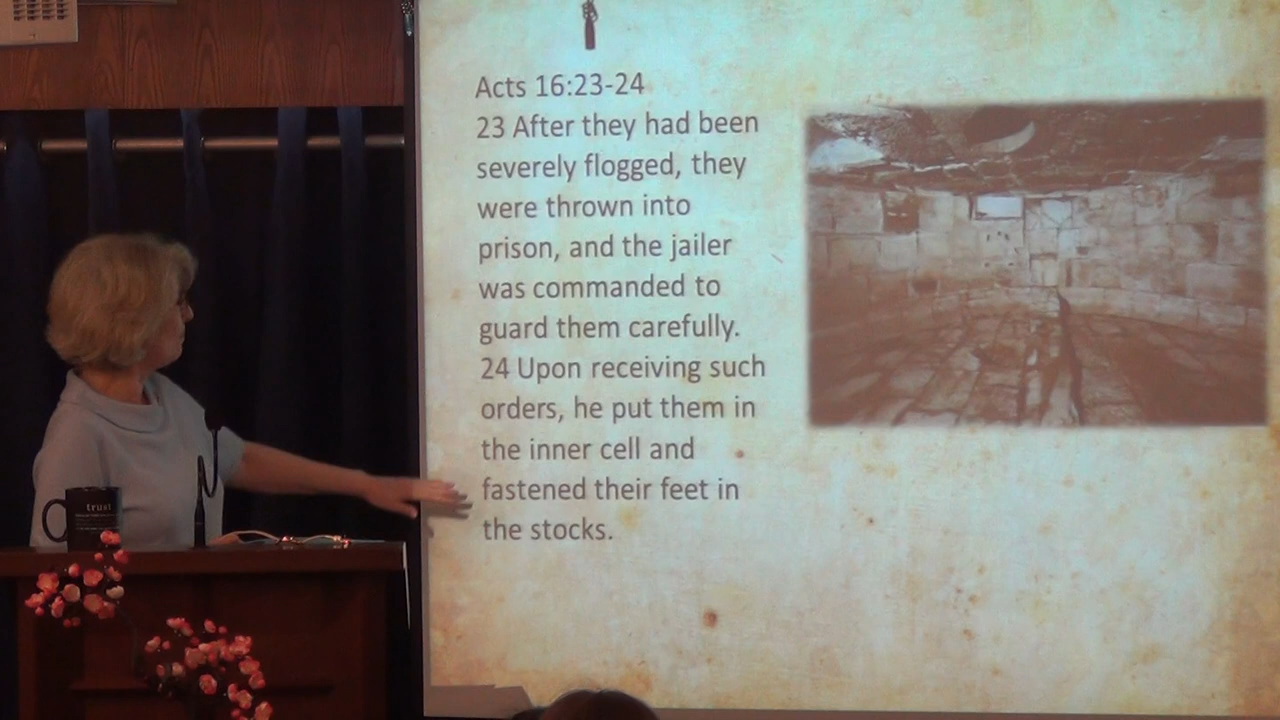 Acts 16:23-24
23 After they had been
severely flogged, they
were thrown into
prison, and the jailer
was commanded to
guard them carefully.
24 Upon receiving such
orders, he put them in
the inner cell and
fastened their feet in
the stocks.
trust